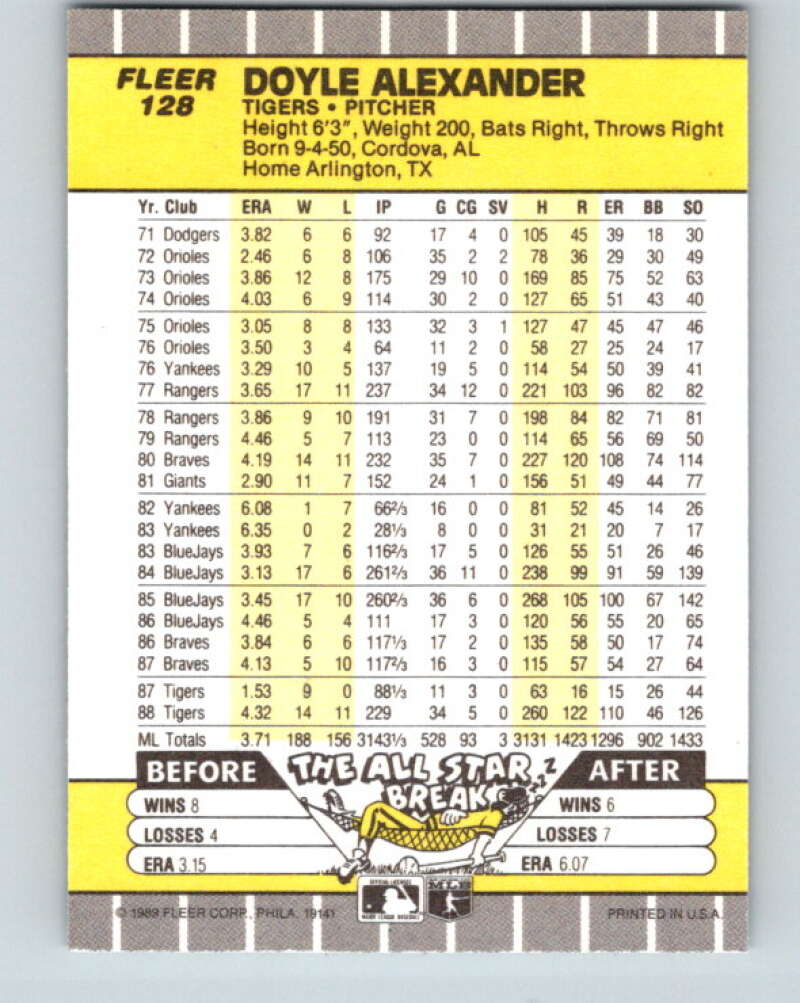 FLEER
128
DOYLE ALEXANDER
TIGERS • PITCHER
Height 6'3", Weight 200, Bats Right, Throws Right
Born 9-4-50, Cordova, AL
Home Arlington, TX
Yr. Club ERA W L IP G CG SV H R ER BB SO
71 Dodgers 3.82 6 6 92 17 4 0 105 45 39 18 30
72 Orioles 2.46 6 8 106 35 2 2 78 36 29 30 49
73 Orioles 3.86 12 8 175 29 10 0 169 85 75 52 63
74 Orioles 4.03 6 9 114 30 2 0 127 65 51 43 40
75 Orioles 3.05 8 8 133 32 3 1 127 47 45 47 46
76 Orioles 3.50 3 4 64 11 2 0 58 27 25 24 17
76 Yankees 3.29 10 5 137 19 5 0 114 54 50 39 41
77 Rangers 3.65 17 11 237 34 12 0 221 103 96 82 82
78 Rangers 3.86 9 10 191 31 7 0 198 84 82 71 81
79 Rangers 4.46 5 7 113 23 0 0 114 65 56 69 50
80 Braves 4.19 14 11 232 35 7 0 227 120 108 74 114
81 Giants 2.90 11 7 152 24 1 0 156 51 49 44 77
82 Yankees 6.08 1 7 66⅔ 16 0 0 81 52 45 14 26
83 Yankees 6.35 0 2 28⅓ 8 0 0 31 21 20 7 17
83 BlueJays 3.93 7 6 116⅔ 17 5 0 126 55 51 26 46
84 BlueJays 3.13 17 6 261⅔ 36 11 0 238 99 91 59 139
85 BlueJays 3.45 17 10 260⅔ 36 6 0 268 105 100 67 142
86 BlueJays 4.46 5 4 111 17 3 0 120 56 55 20 65
86 Braves 3.84 6 6 117⅓ 17 2 0 135 58 50 17 74
87 Braves 4.13 5 10 117⅔ 16 3 0 115 57 54 27 64
87 Tigers 1.53 9 0 88⅓ 11 3 0 63 16 15 26 44
88 Tigers 4.32 14 11 229 34 5 0 260 122 110 46 126
ML Totals 3.71 188 156 3143⅓ 528 93 3 3131 1423 1296 902 1433
BEFORE THE ALL STAR BREAK AFTER
WINS 8 WINS 6
LOSSES 4 LOSSES 7
ERA 3.15 ERA 6.07
MLB
© 1989 FLEER CORP., PHILA. 19141 PRINTED IN U.S.A.